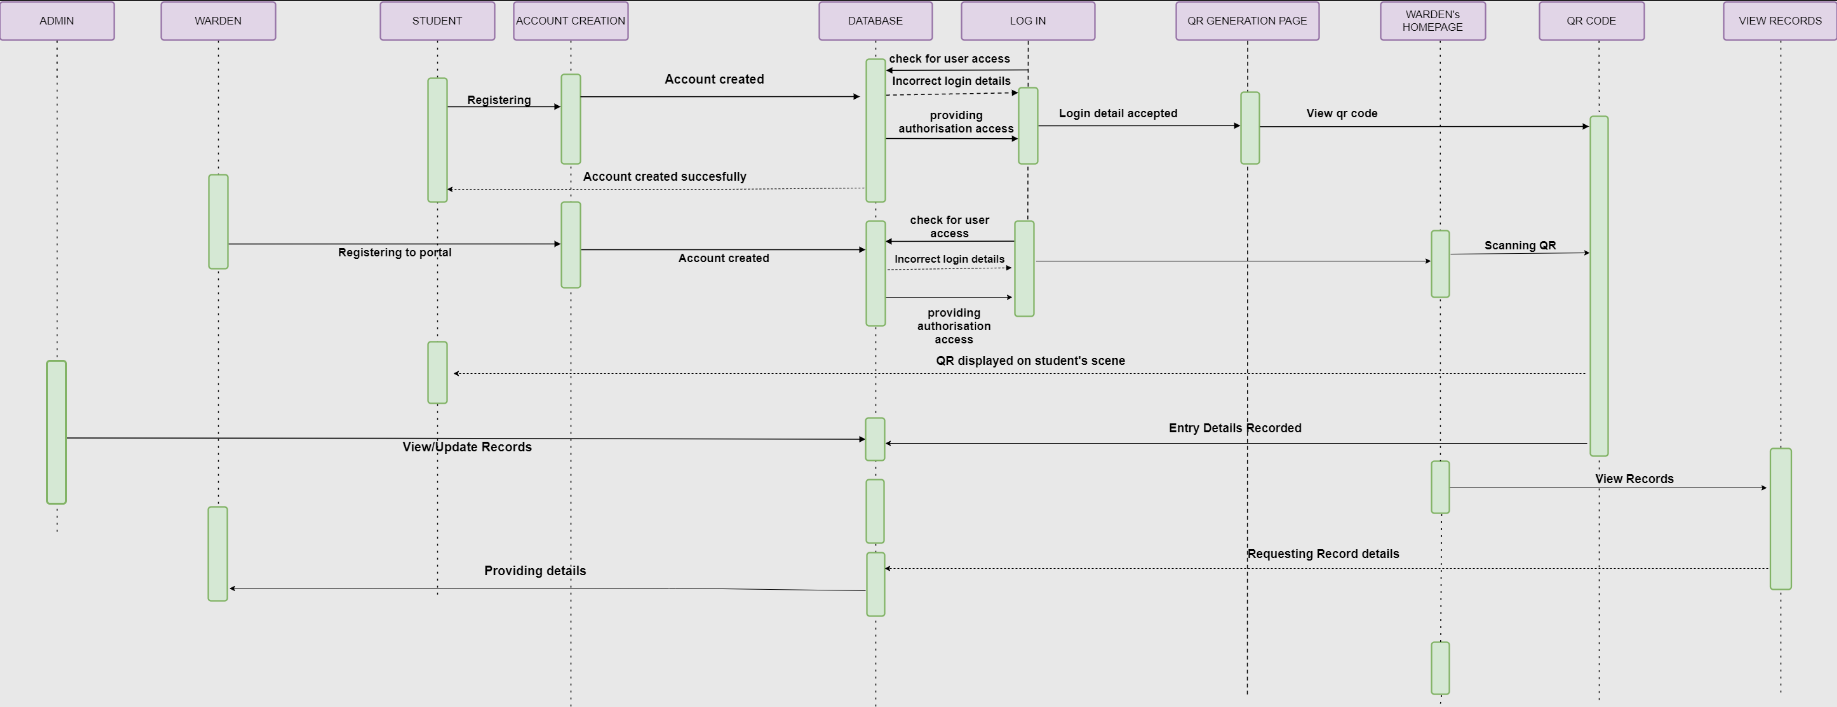 ADMIN
WARDEN
STUDENT
ACCOUNT CREATION
DATABASE
LOG IN
QR GENERATION PAGE
WARDEN's
HOMEPAGE
QR CODE
VIEW RECORDS
check for user access
Account created
Incorrect login details
Registering
Login detail accepted
View qr code
providing
authorisation access
Account created succesfully
check for user
access
Registering to portal
Account created
Incorrect login details
Scanning QR
providing
authorisation
access
QR displayed on student's scene
Entry Details Recorded
View/Update Records
View Records
Requesting Record details
Providing details